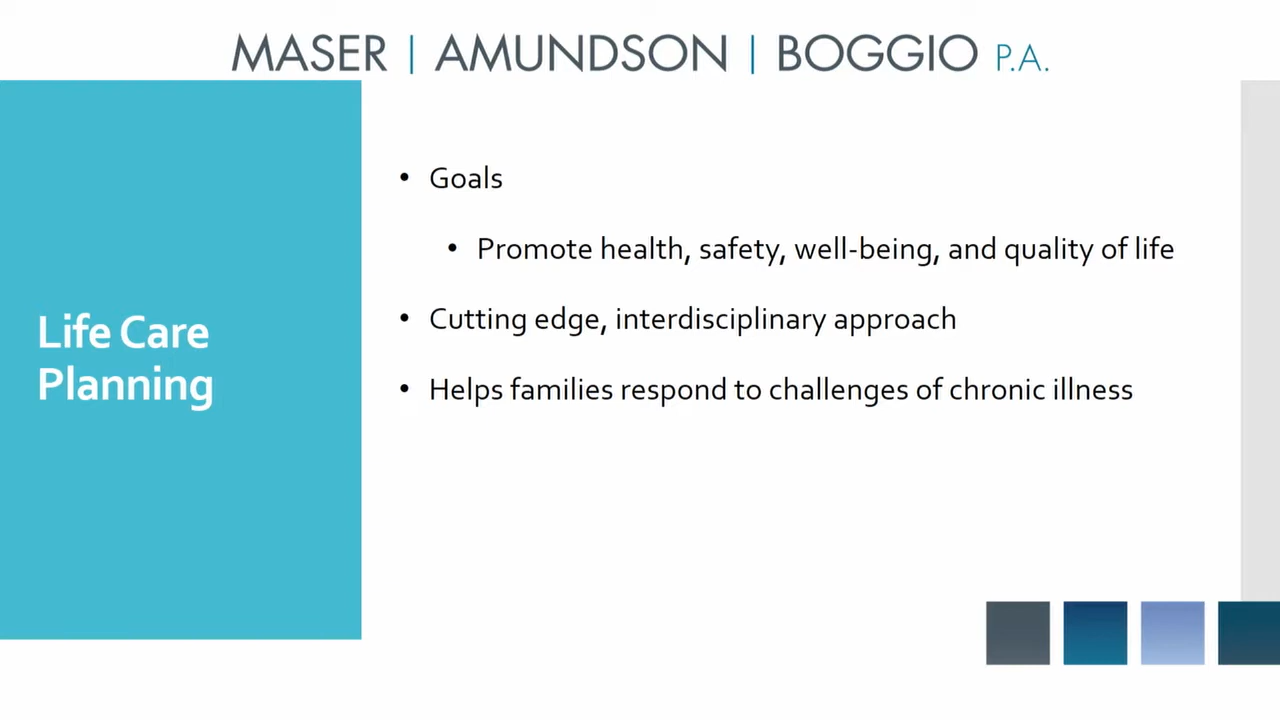 MASER | AMUNDSON | BOGGIO P.A.
Life Care
Planning
• Goals
• Promote health, safety, well-being, and quality of life
• Cutting edge, interdisciplinary approach
• Helps families respond to challenges of chronic illness